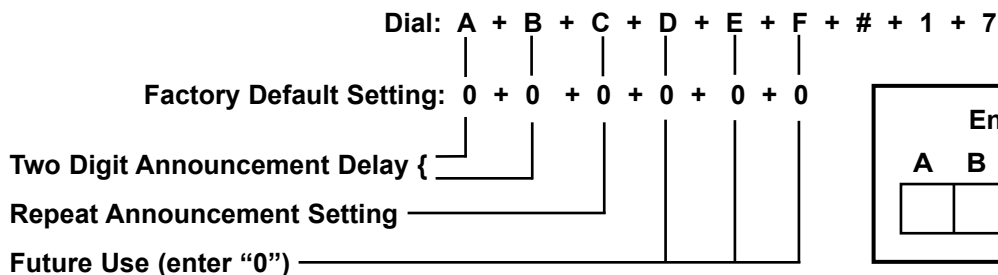 Dial: A + B + C + D + E + F + # + 1 + 7
Factory Default Setting: 0 + 0 + 0 + 0 + 0 + 0
En
A B
Two Digit Announcement Delay {
Repeat Announcement Setting
Future Use (enter “0”)